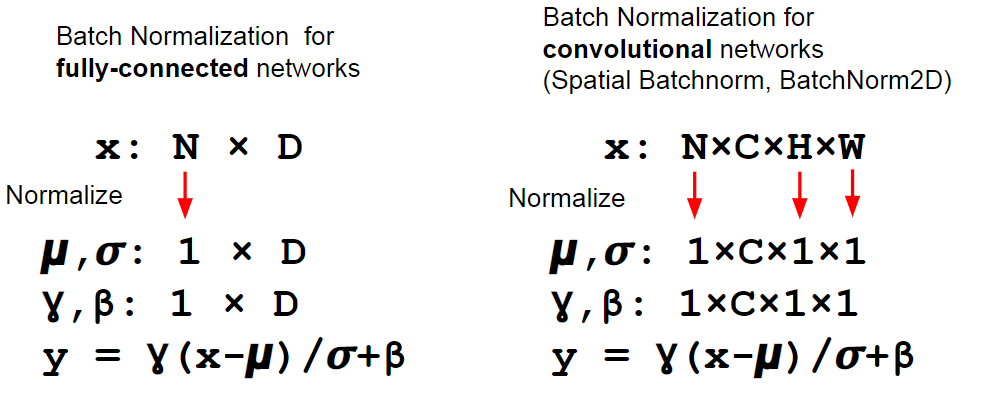 Batch Normalization for
fully-connected networks
x: N × D
Normalize
μ,σ: 1 × D
γ,β: 1 × D
y = γ(x-μ)/σ+β
Batch Normalization for
convolutional networks
(Spatial Batchnorm, BatchNorm2D)
x: N×C×H×W
Normalize
μ,σ: 1×C×1×1
γ,β: 1×C×1×1
y = γ(x-μ)/σ+β